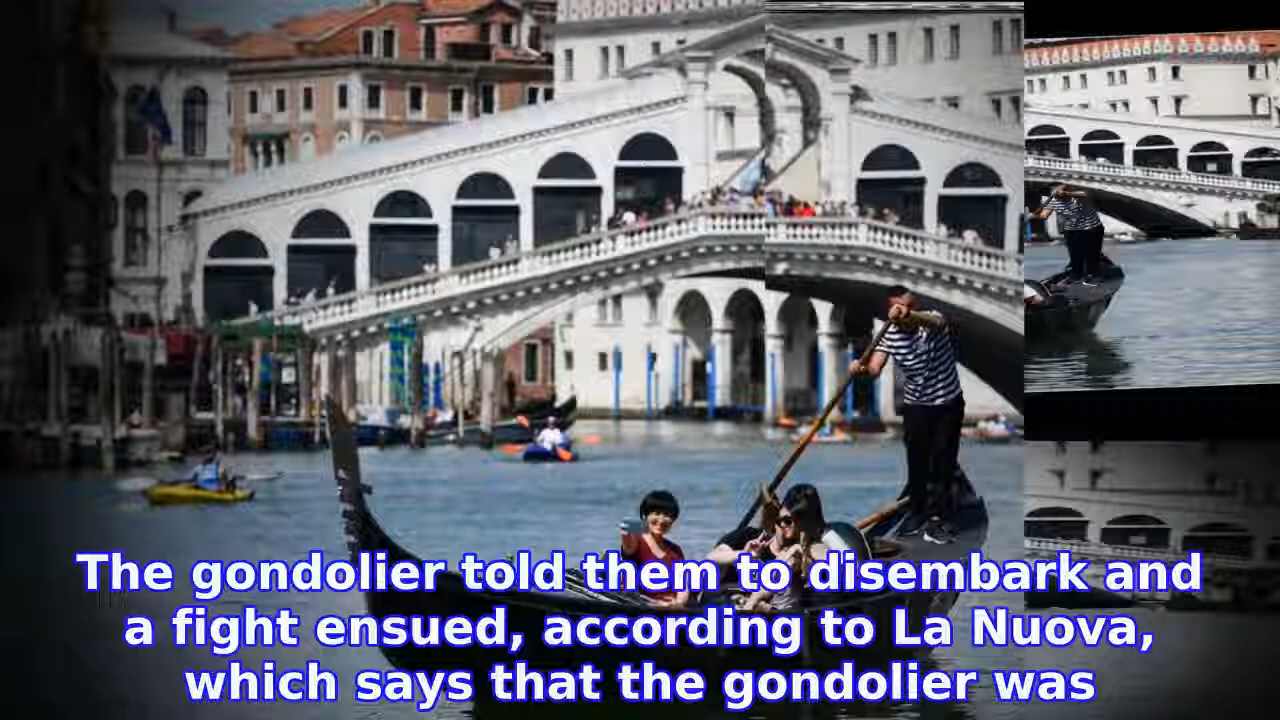 The gondolier told them to disembark and
a fight ensued, according to La Nuova,
which says that the gondolier was